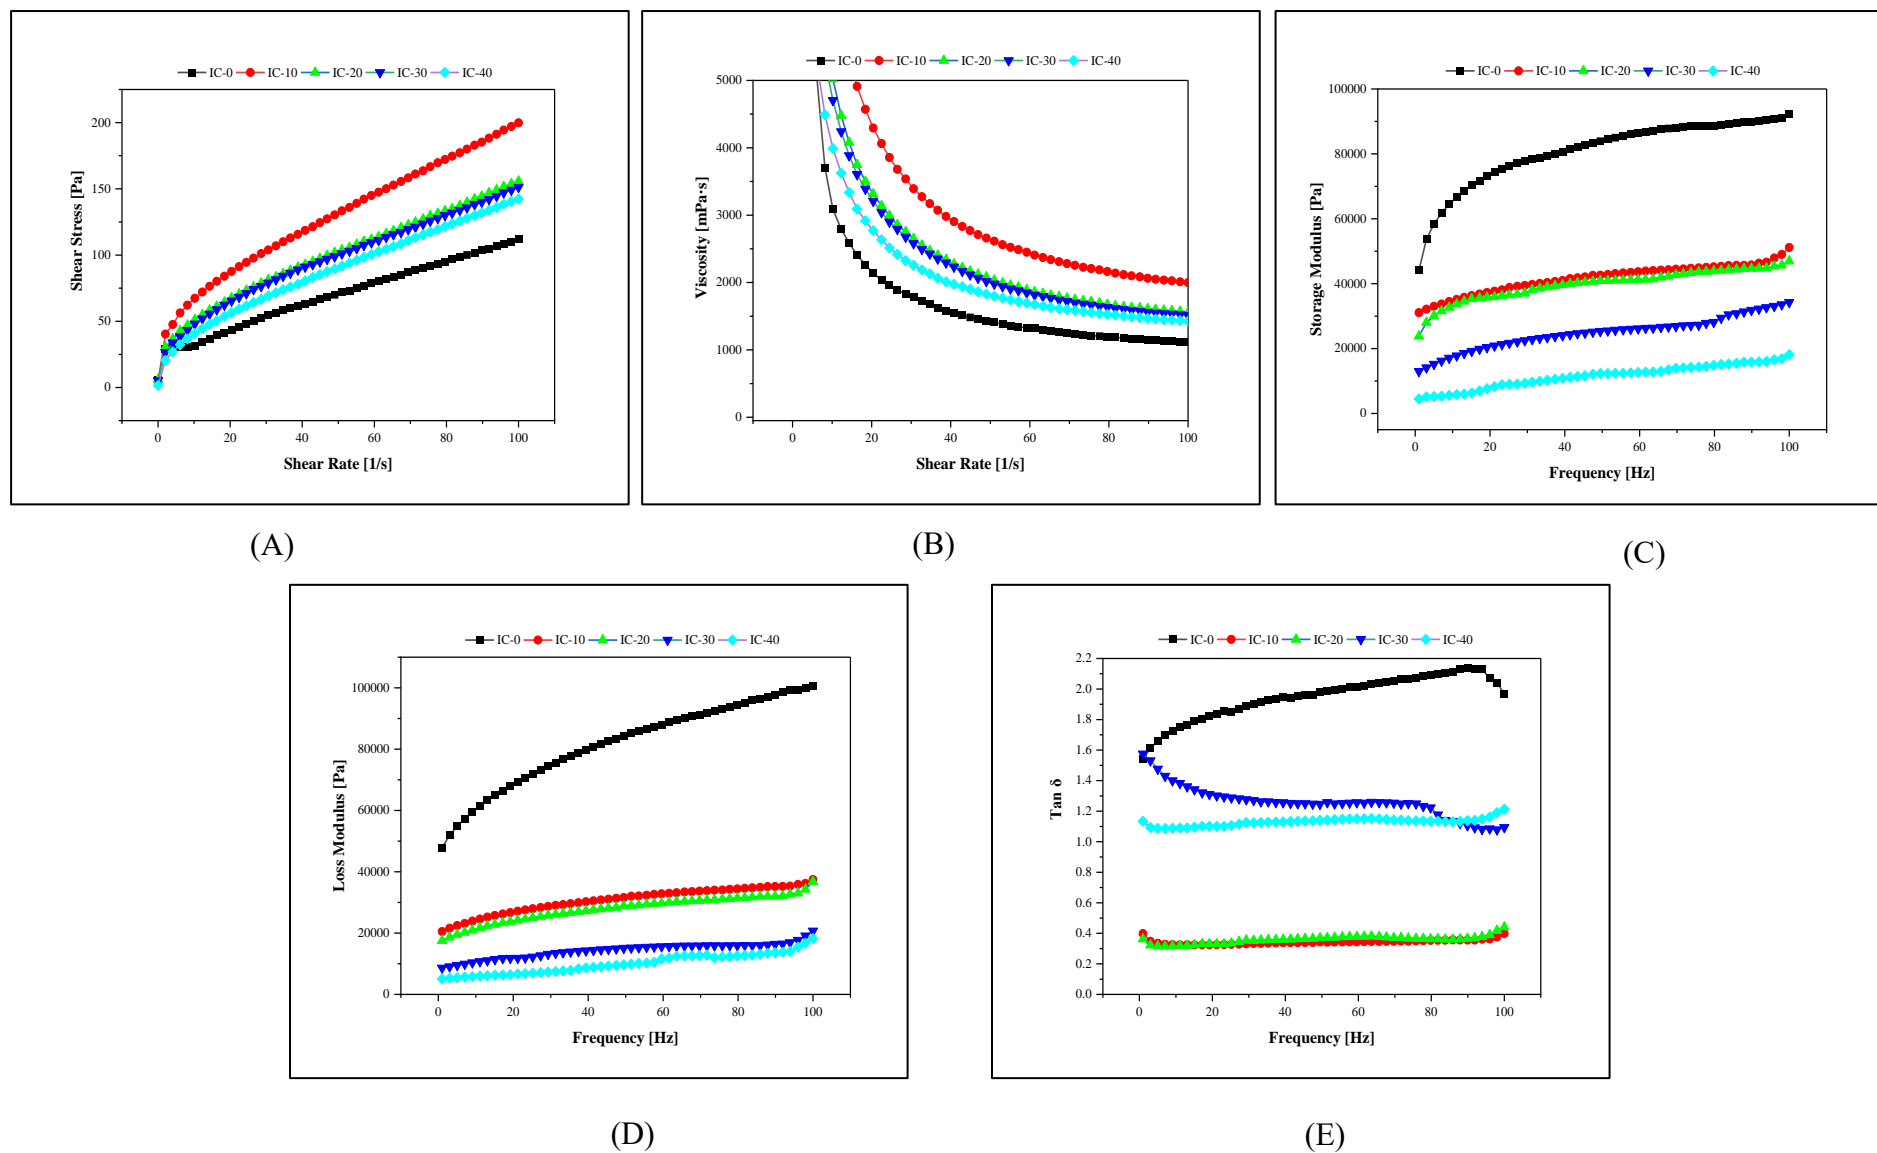 IC-0 IC-10 IC-20 IC-30 IC-40
200
150
100
50
0
Shear Stress [Pa]
0 20 40 60 80 100
Shear Rate [1/s]
(A)
IC-0 IC-10 IC-20 IC-30 IC-40
5000
4000
3000
2000
1000
0
Viscosity [mPa·s]
0 20 40 60 80 100
Shear Rate [1/s]
(B)
IC-0 IC-10 IC-20 IC-30 IC-40
100000
80000
60000
40000
20000
0
Storage Modulus [Pa]
0 20 40 60 80 100
Frequency [Hz]
(C)
IC-0 IC-10 IC-20 IC-30 IC-40
100000
80000
60000
40000
20000
0
Loss Modulus [Pa]
0 20 40 60 80 100
Frequency [Hz]
(D)
IC-0 IC-10 IC-20 IC-30 IC-40
2.2
2.0
1.8
1.6
1.4
1.2
1.0
0.8
0.6
0.4
0.2
0.0
Tan δ
0 20 40 60 80 100
Frequency [Hz]
(E)